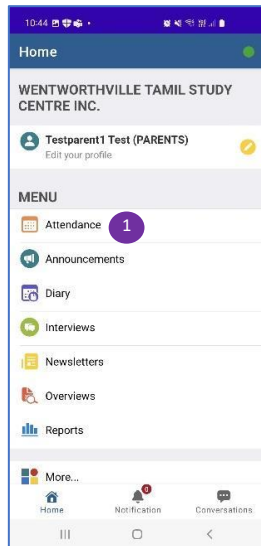 10:44
Home
WENTWORTHVILLE TAMIL STUDY
CENTRE INC.
Testparent1 Test (PARENTS)
Edit your profile
MENU
Attendance 1
Announcements
Diary
Interviews
Newsletters
Overviews
Reports
More...
0
Home Notification Conversations